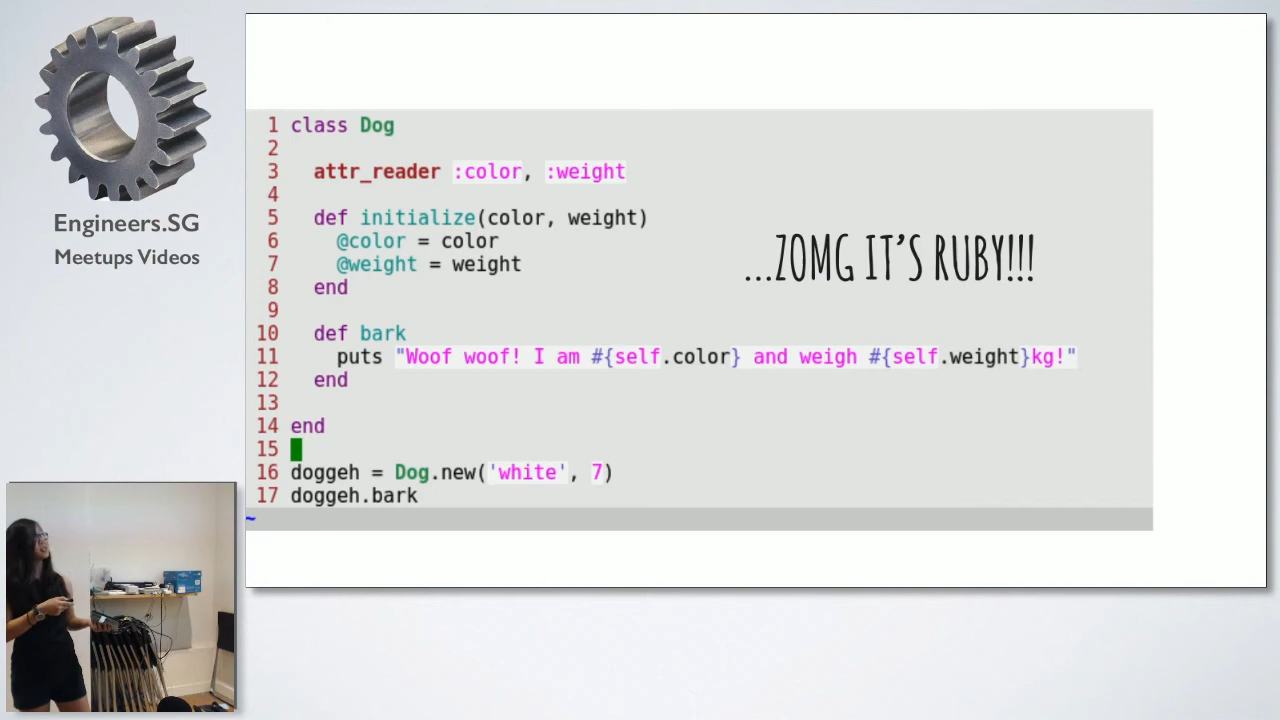 Engineers.SG
Meetups Videos
1 class Dog
2
3   attr_reader :color, :weight
4
5   def initialize(color, weight)
6     @color = color
7     @weight = weight
8   end
9
10   def bark
11     puts "Woof woof! I am #{self.color} and weigh #{self.weight}kg!"
12   end
13
14 end
15
16 doggeh = Dog.new('white', 7)
17 doggeh.bark
~
...ZOMG IT'S RUBY!!!